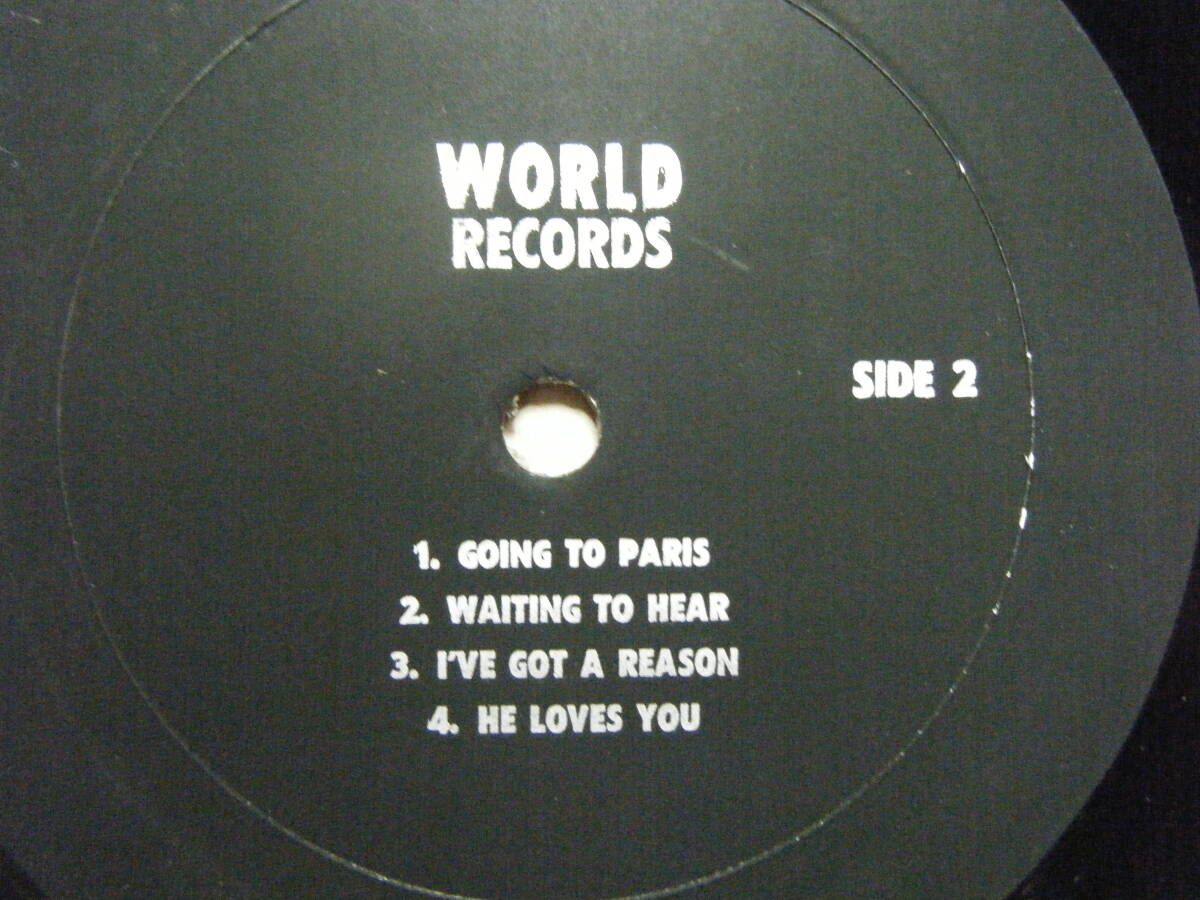 WORLD
RECORDS
SIDE 2
1. GOING TO PARIS
2. WAITING TO HEAR
3. I'VE GOT A REASON
4. HE LOVES YOU